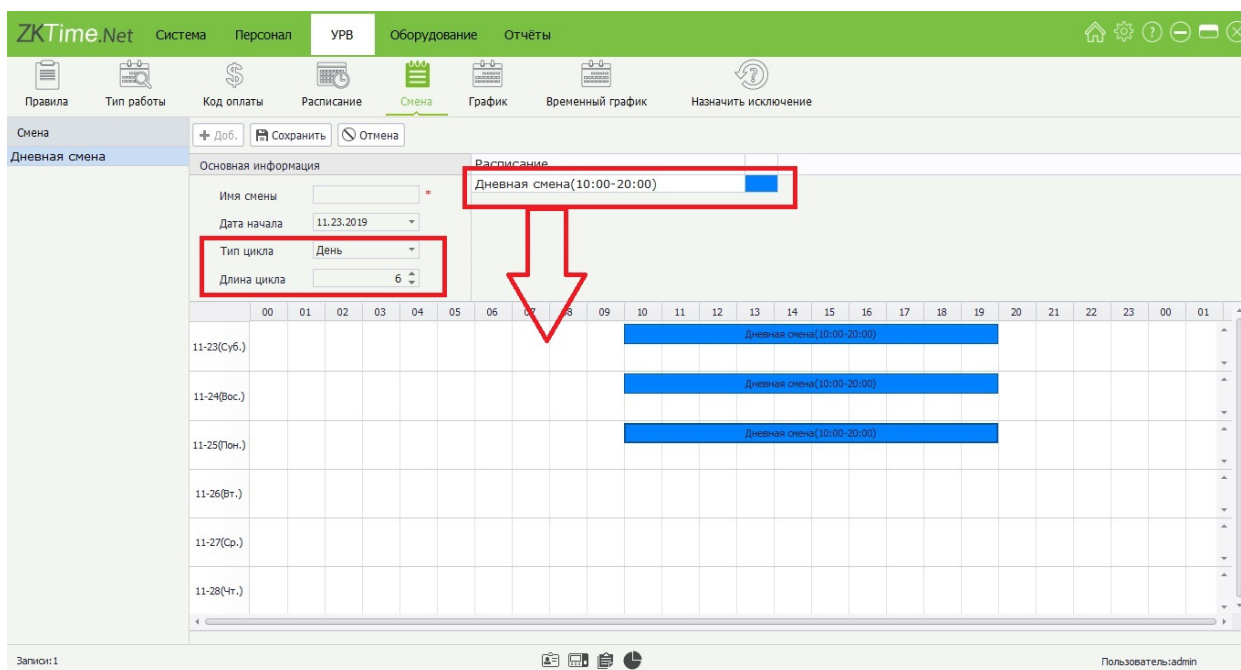 ZKTime.Net Система Персонал УРВ Оборудование Отчёты
Правила Тип работы Код оплаты Расписание Смена График Временный график Назначить исключение
Смена
Дневная смена
+ Доб. Сохранить Отмена
Основная информация
Имя смены *
Дата начала 11.23.2019
Тип цикла День
Длина цикла 6
Расписание
Дневная смена(10:00-20:00)
00 01 02 03 04 05 06 07 08 09 10 11 12 13 14 15 16 17 18 19 20 21 22 23 00 01
11-23(Суб.) Дневная смена(10:00-20:00)
11-24(Вос.) Дневная смена(10:00-20:00)
11-25(Пон.) Дневная смена(10:00-20:00)
11-26(Вт.)
11-27(Ср.)
11-28(Чт.)
Записи:1 Пользователь:admin